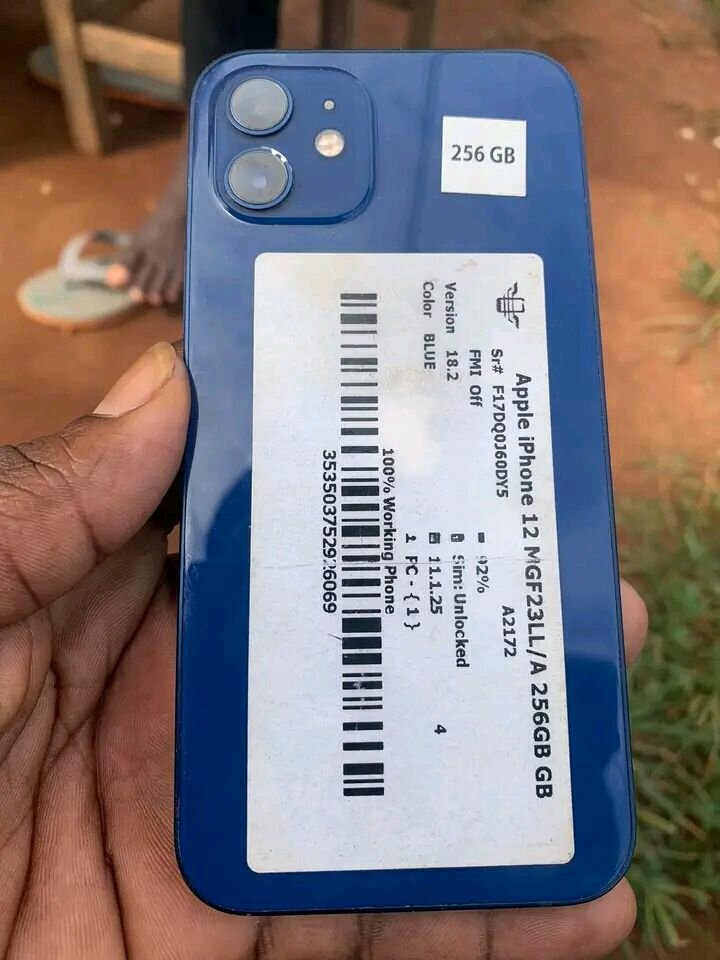 256 GB
Apple iPhone 12 MGF23LL/A 256GB GB
Sr# F17DQ0J60DY5
A2172
FMI Off
92%
Version 18.2
Sim: Unlocked
Color BLUE
11.1.25
FC - { 1 }
4
100% Working Phone